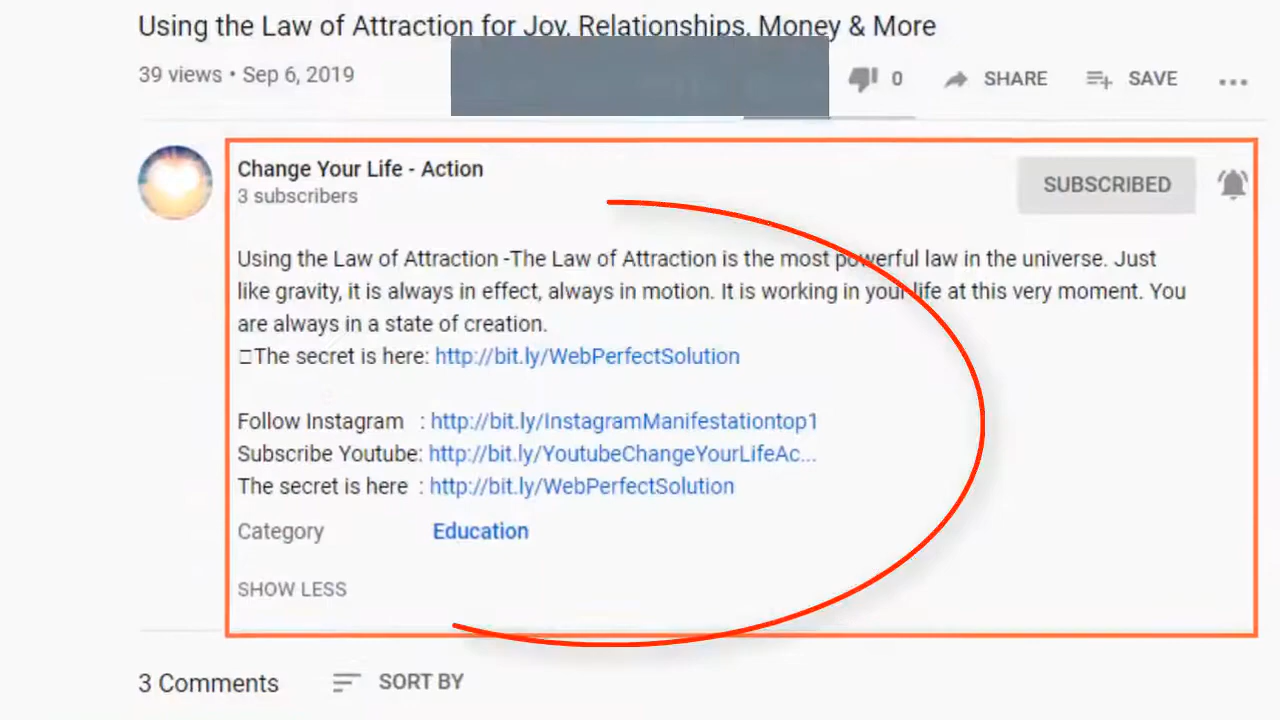 Using the Law of Attraction for Joy, Relationships, Money & More
39 views • Sep 6, 2019
0 SHARE SAVE ...
Change Your Life - Action
3 subscribers
SUBSCRIBED
Using the Law of Attraction -The Law of Attraction is the most powerful law in the universe. Just
like gravity, it is always in effect, always in motion. It is working in your life at this very moment. You
are always in a state of creation.
□The secret is here: http://bit.ly/WebPerfectSolution
Follow Instagram : http://bit.ly/InstagramManifestationtop1
Subscribe Youtube: http://bit.ly/YoutubeChangeYourLifeAc...
The secret is here : http://bit.ly/WebPerfectSolution
Category Education
SHOW LESS
3 Comments SORT BY